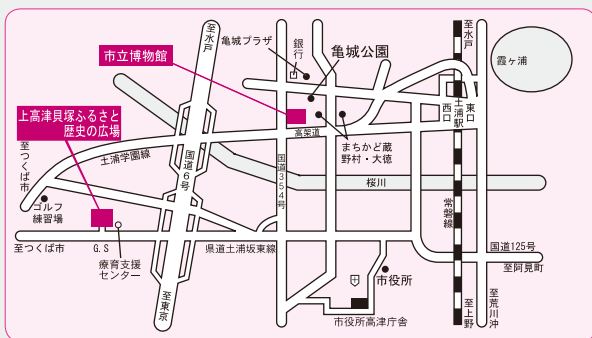 至水戸
亀城プラザ
銀行
亀城公園
至水戸
霞ヶ浦
市立博物館
西口
土浦駅
東口
上高津貝塚ふるさと
歴史の広場
高架道
まちかど蔵
野村・大徳
土浦学園線
国道6号
国道354号
至つくば市
桜川
常磐線
ゴルフ
練習場
至つくば市
G.S
療育支援
センター
県道土浦坂東線
国道125号
至阿見町
市役所
至東京
市役所高津庁舎
至上野
至荒川沖